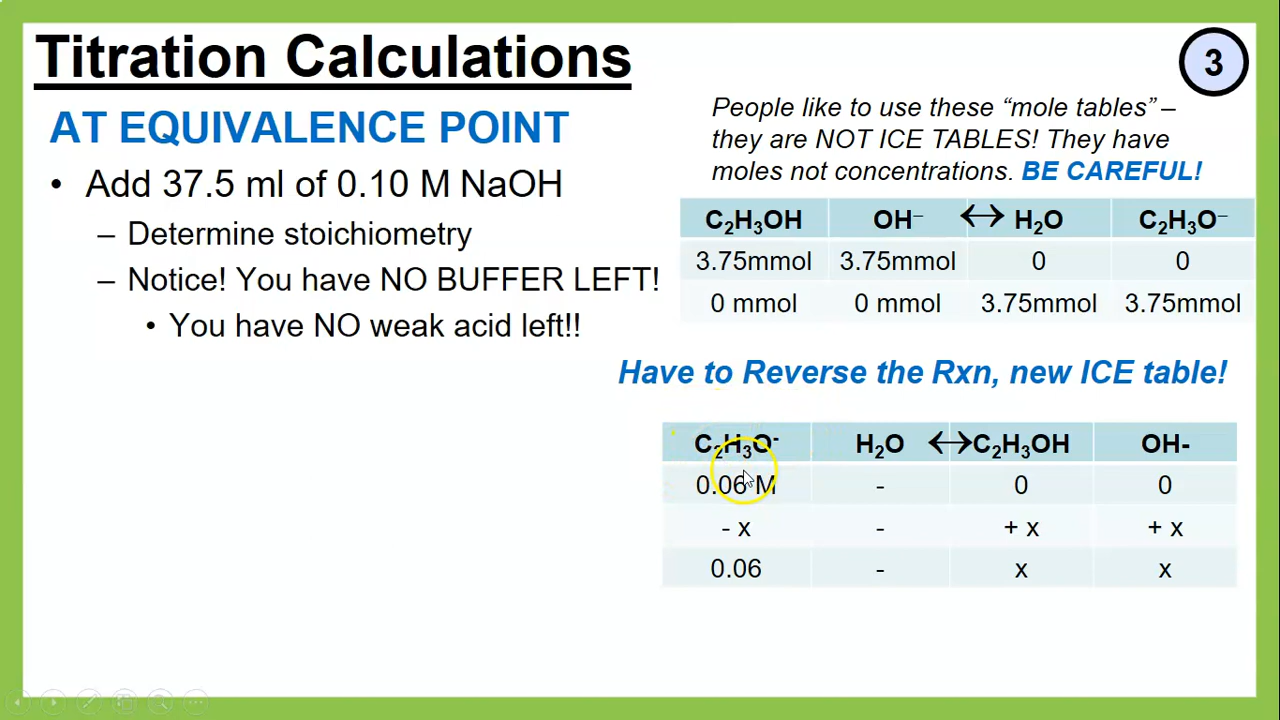 Titration Calculations
3
AT EQUIVALENCE POINT
• Add 37.5 ml of 0.10 M NaOH
– Determine stoichiometry
– Notice! You have NO BUFFER LEFT!
• You have NO weak acid left!!
People like to use these “mole tables” –
they are NOT ICE TABLES! They have
moles not concentrations. BE CAREFUL!
C₂H₃OH OH⁻ ↔ H₂O C₂H₃O⁻
3.75mmol 3.75mmol 0 0
0 mmol 0 mmol 3.75mmol 3.75mmol
Have to Reverse the Rxn, new ICE table!
C₂H₃O⁻ H₂O ↔ C₂H₃OH OH-
0.06 M - 0 0
- x - + x + x
0.06 - x x